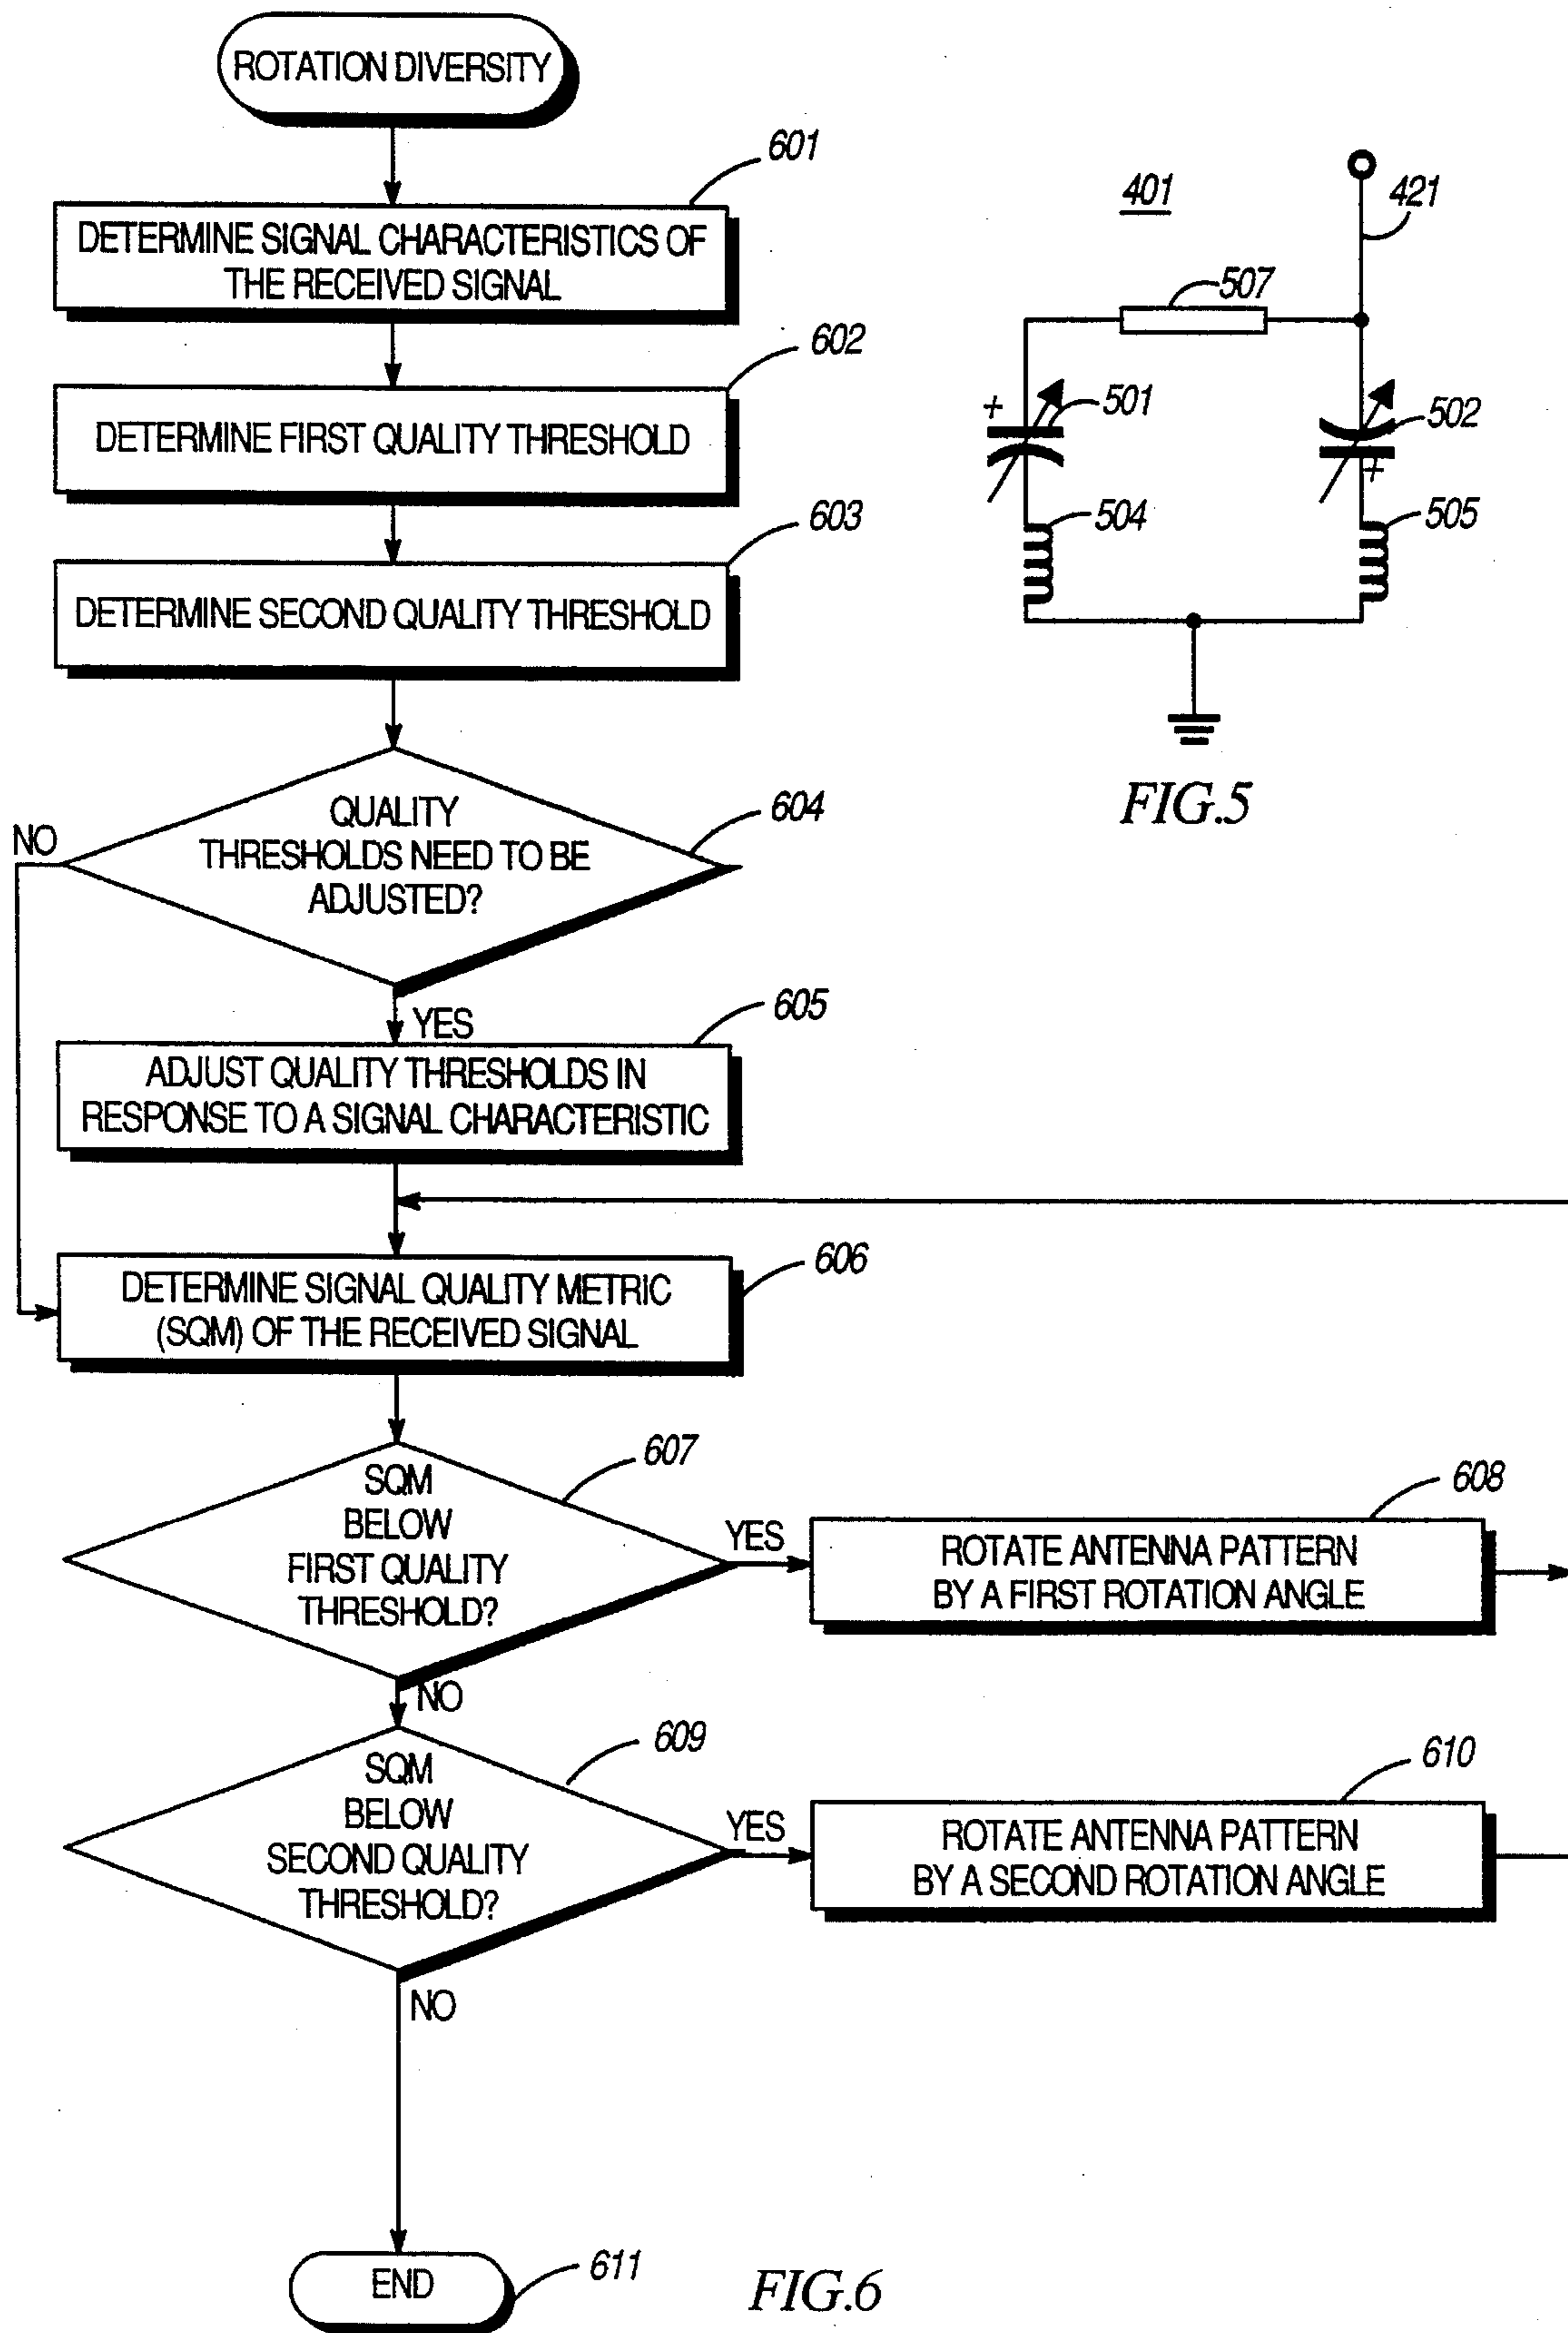 ROTATION DIVERSITY
601
DETERMINE SIGNAL CHARACTERISTICS OF
THE RECEIVED SIGNAL
602
DETERMINE FIRST QUALITY THRESHOLD
603
DETERMINE SECOND QUALITY THRESHOLD
604
QUALITY
THRESHOLDS NEED TO BE
ADJUSTED?
NO
YES
605
ADJUST QUALITY THRESHOLDS IN
RESPONSE TO A SIGNAL CHARACTERISTIC
606
DETERMINE SIGNAL QUALITY METRIC
(SQM) OF THE RECEIVED SIGNAL
607
SQM
BELOW
FIRST QUALITY
THRESHOLD?
YES
608
ROTATE ANTENNA PATTERN
BY A FIRST ROTATION ANGLE
NO
609
SQM
BELOW
SECOND QUALITY
THRESHOLD?
YES
610
ROTATE ANTENNA PATTERN
BY A SECOND ROTATION ANGLE
NO
END
611
FIG.6
401
421
507
+
501
502
+
504
505
FIG.5